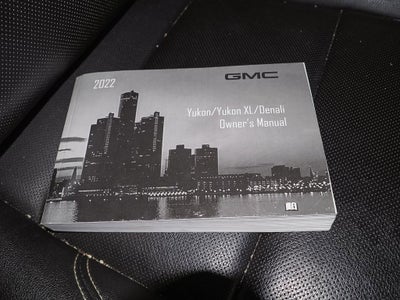 2022
GMC
Yukon/Yukon XL/Denali
Owner's Manual